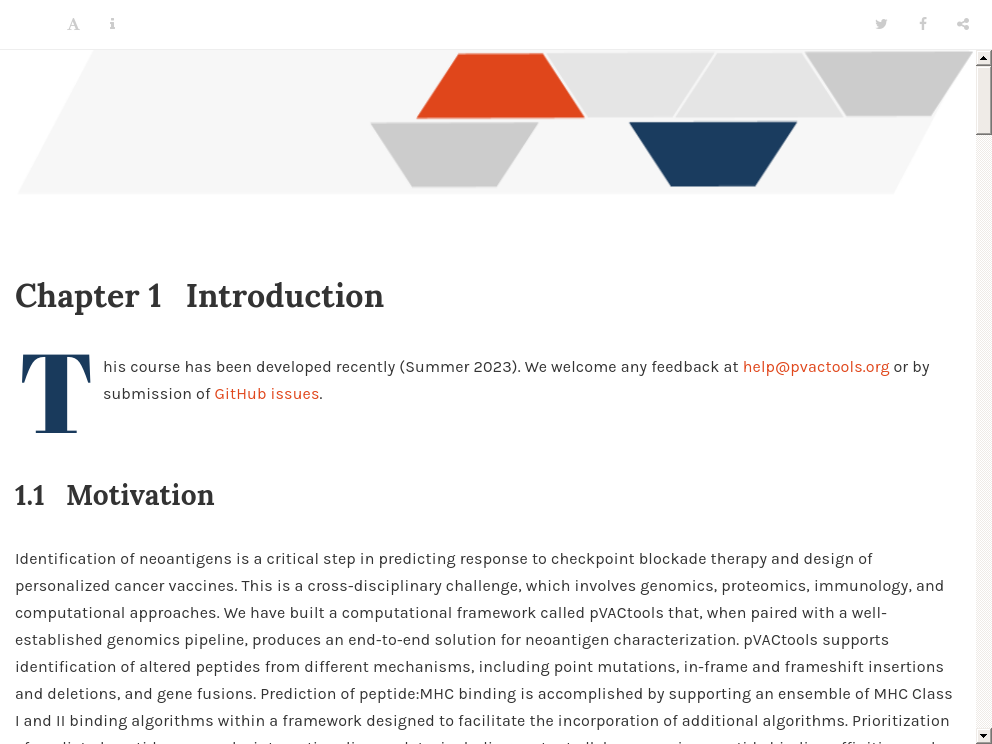 Chapter 1 Introduction
This course has been developed recently (Summer 2023). We welcome any feedback at help@pvactools.org or by
submission of GitHub issues.
1.1 Motivation
Identification of neoantigens is a critical step in predicting response to checkpoint blockade therapy and design of
personalized cancer vaccines. This is a cross-disciplinary challenge, which involves genomics, proteomics, immunology, and
computational approaches. We have built a computational framework called pVACtools that, when paired with a well-
established genomics pipeline, produces an end-to-end solution for neoantigen characterization. pVACtools supports
identification of altered peptides from different mechanisms, including point mutations, in-frame and frameshift insertions
and deletions, and gene fusions. Prediction of peptide:MHC binding is accomplished by supporting an ensemble of MHC Class
I and II binding algorithms within a framework designed to facilitate the incorporation of additional algorithms. Prioritization